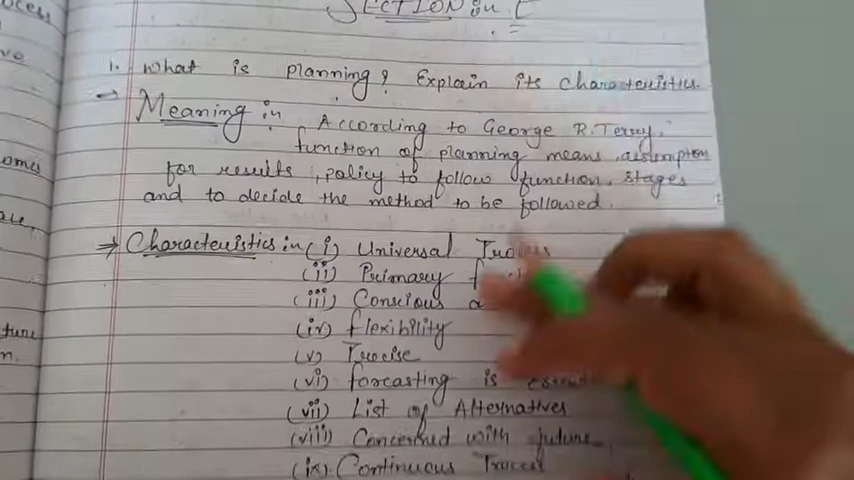 SECTION :- C
1. What is planning? Explain its characteristics.
→ Meaning :- According to George R. Terry,
function of planning means, assumption
for results, policy to follow function, stages
and to decide the method to be followed.
⇒ Characteristics :- (i) Universal Process
(ii) Primary
(iii) Conscious
(iv) flexibility
(v) Precise
(vi) forcasting is
(vii) List of Alternatives
(viii) Concerned with future
(ix) Continuous Process